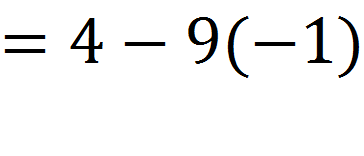 = 4 − 9(−1)